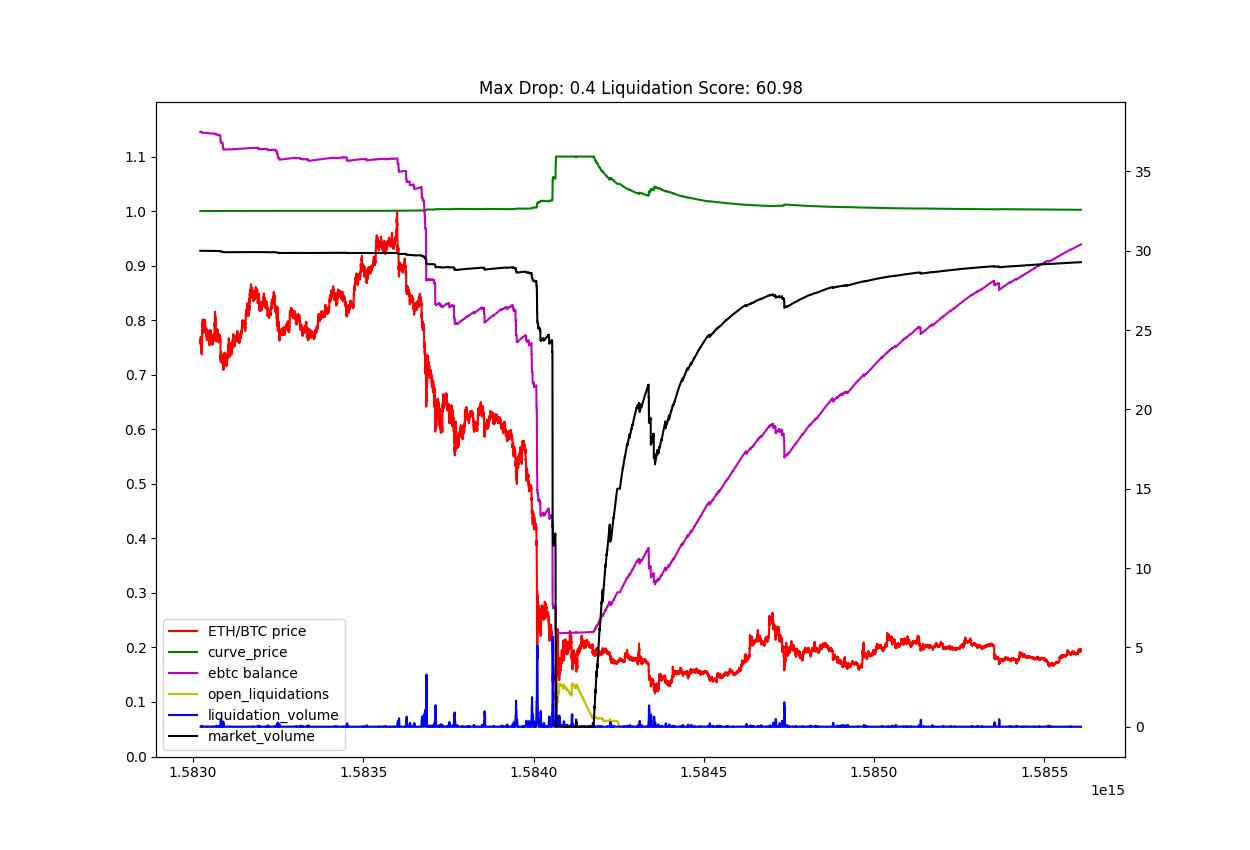 Max Drop: 0.4 Liquidation Score: 60.98
1.1
1.0
0.9
0.8
0.7
0.6
0.5
0.4
0.3
0.2
0.1
0.0
35
30
25
20
15
10
5
0
ETH/BTC price
curve_price
ebtc balance
open_liquidations
liquidation_volume
market_volume
1.5830 1.5835 1.5840 1.5845 1.5850 1.5855
1e15